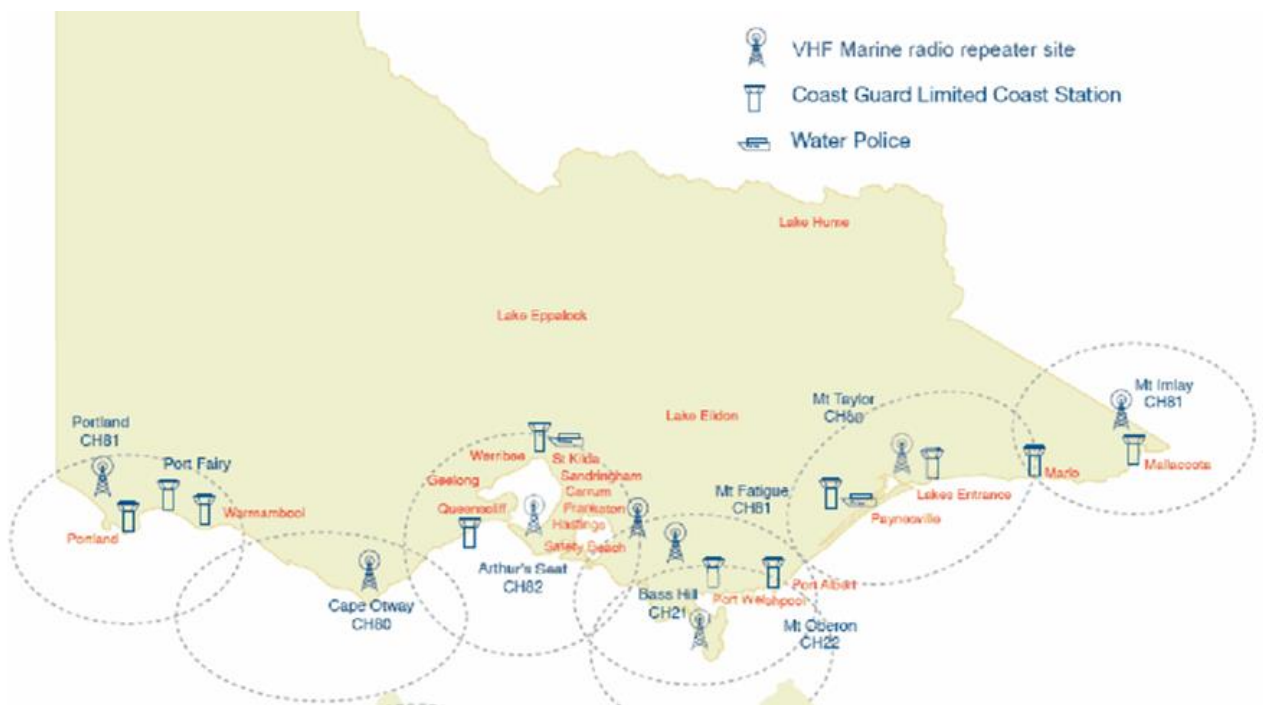 VHF Marine radio repeater site
Coast Guard Limited Coast Station
Water Police
Lake Hume
Lake Eppalock
Mt Imlay
CH81
Mt Taylor
CH80
Lake Eildon
Portland
CH81
Port Fairy
Werribee
St Kilda
Mallacoota
Marlo
Geelong
Sandringham
Carrum
Mt Fatigue
CH81
Lakes Entrance
Queenscliff
Frankston
Warrnambool
Hastings
Paynesville
Portland
Safety Beach
Arthur's Seat
CH82
Port Albert
Bass Hill
CH21
Port Welshpool
Cape Otway
CH80
Mt Oberon
CH22